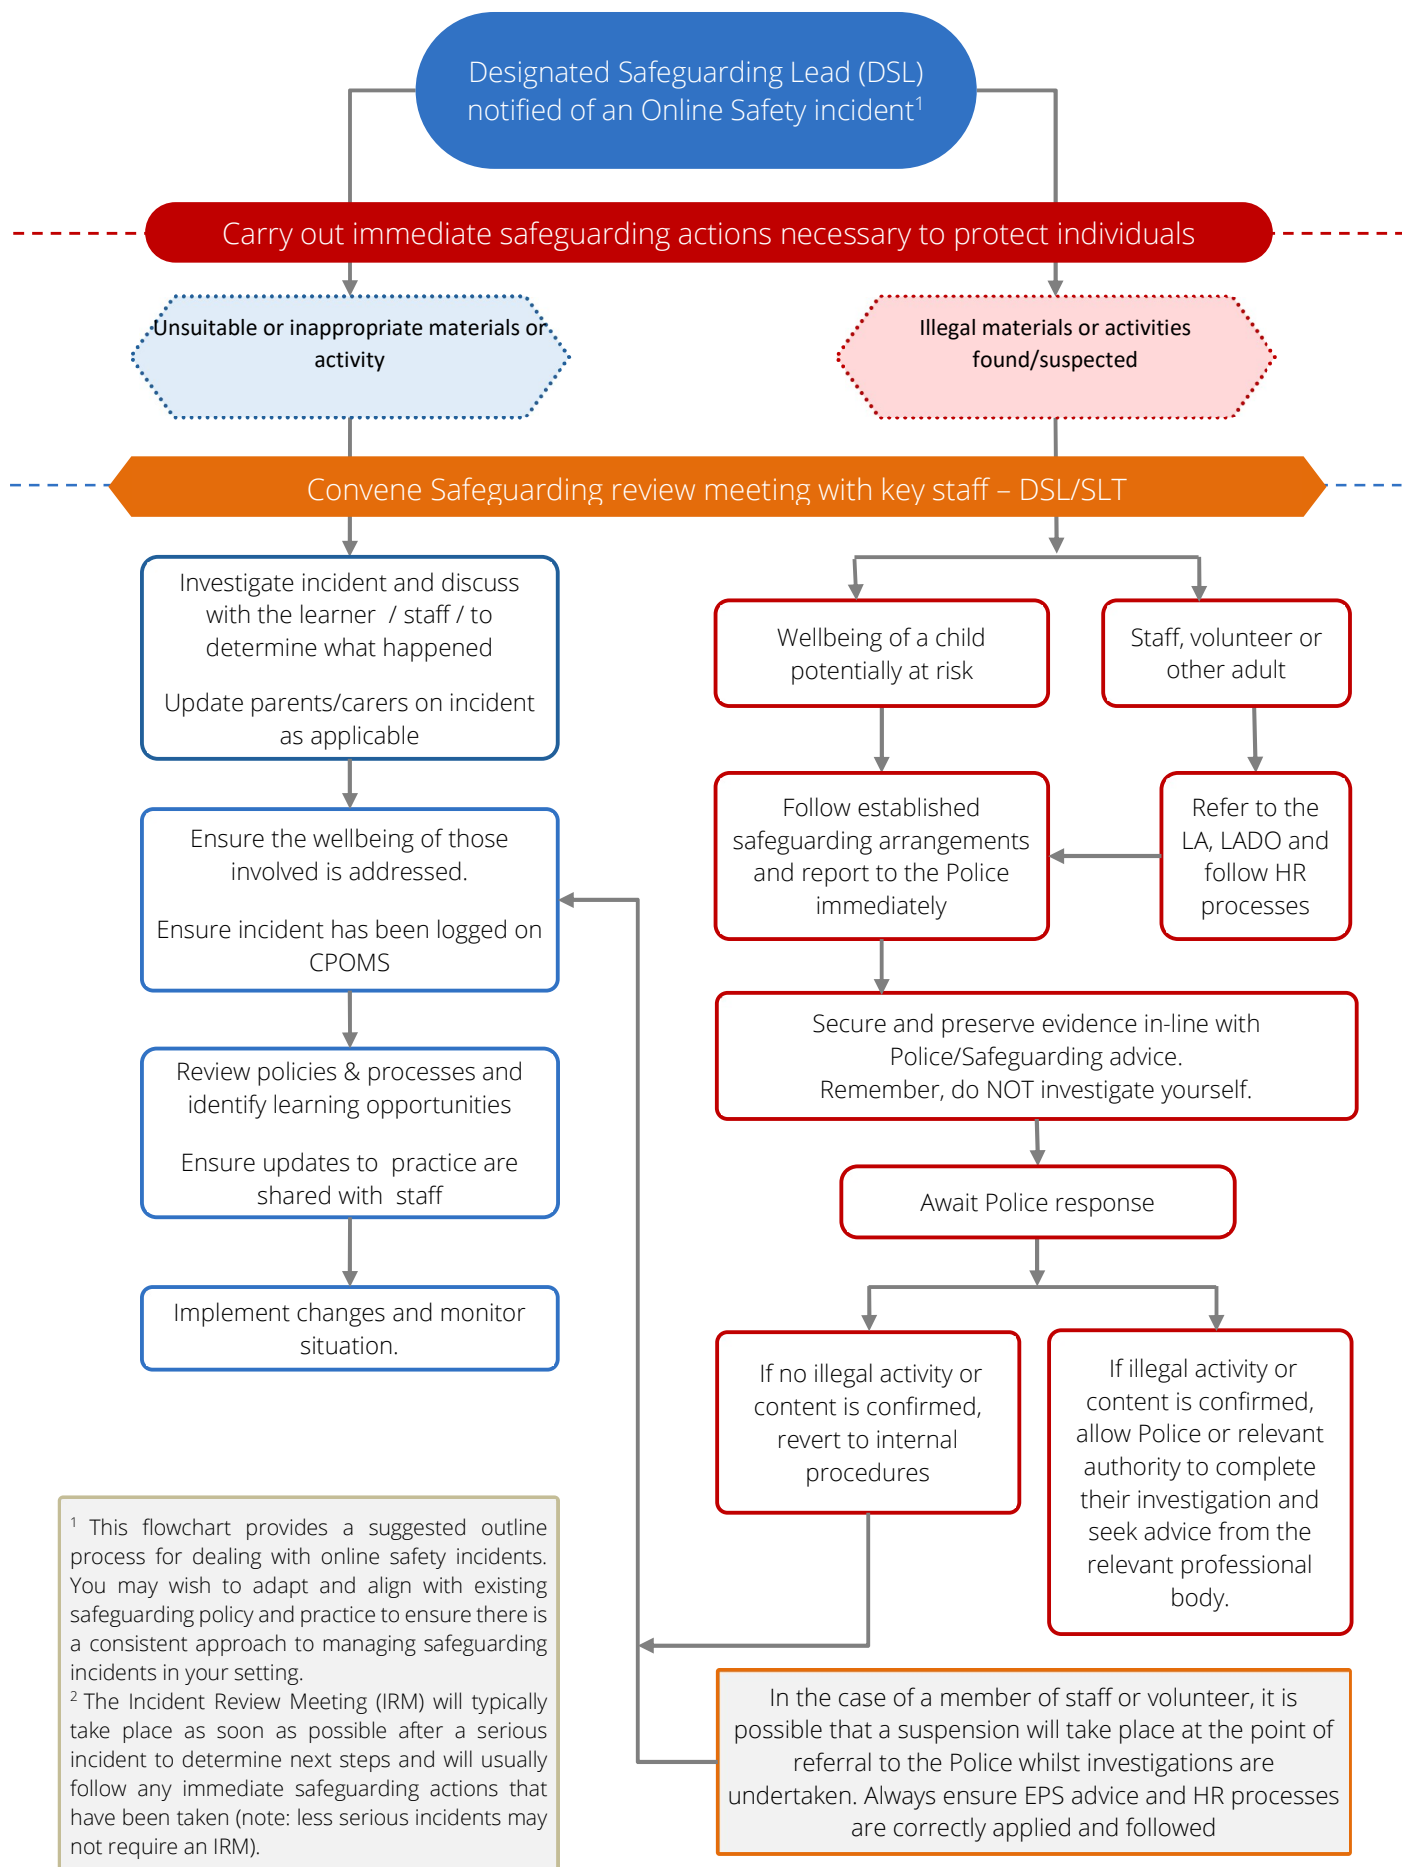 Designated Safeguarding Lead (DSL)
notified of an Online Safety incident¹
Carry out immediate safeguarding actions necessary to protect individuals
Unsuitable or inappropriate materials or
activity
Illegal materials or activities
found/suspected
Convene Safeguarding review meeting with key staff – DSL/SLT
Investigate incident and discuss
with the learner / staff / to
determine what happened
Update parents/carers on incident
as applicable
Wellbeing of a child
potentially at risk
Staff, volunteer or
other adult
Ensure the wellbeing of those
involved is addressed.
Ensure incident has been logged on
CPOMS
Follow established
safeguarding arrangements
and report to the Police
immediately
Refer to the
LA, LADO and
follow HR
processes
Secure and preserve evidence in-line with
Police/Safeguarding advice.
Remember, do NOT investigate yourself.
Review policies & processes and
identify learning opportunities
Ensure updates to practice are
shared with staff
Await Police response
Implement changes and monitor
situation.
If no illegal activity or
content is confirmed,
revert to internal
procedures
If illegal activity or
content is confirmed,
allow Police or relevant
authority to complete
their investigation and
seek advice from the
relevant professional
body.
¹ This flowchart provides a suggested outline
process for dealing with online safety incidents.
You may wish to adapt and align with existing
safeguarding policy and practice to ensure there is
a consistent approach to managing safeguarding
incidents in your setting.
² The Incident Review Meeting (IRM) will typically
take place as soon as possible after a serious
incident to determine next steps and will usually
follow any immediate safeguarding actions that
have been taken (note: less serious incidents may
not require an IRM).
In the case of a member of staff or volunteer, it is
possible that a suspension will take place at the point of
referral to the Police whilst investigations are
undertaken. Always ensure EPS advice and HR processes
are correctly applied and followed